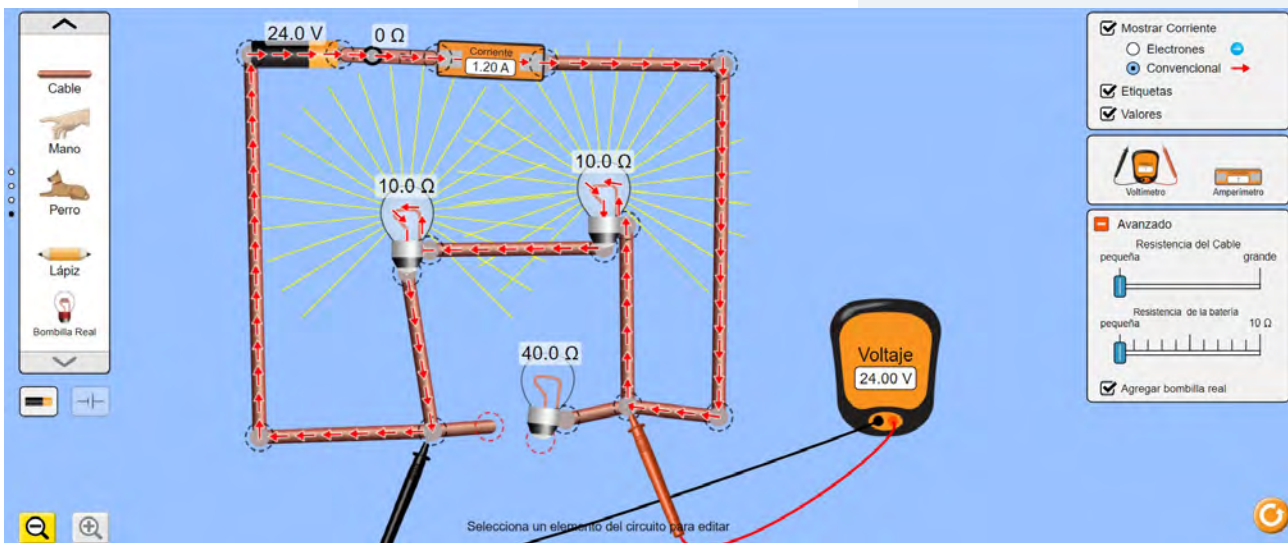 24.0 V
0 Ω
Corriente
1.20 A
10.0 Ω
10.0 Ω
40.0 Ω
Voltaje
24.00 V
Selecciona un elemento del circuito para editar
Cable
Mano
Perro
Lápiz
Bombilla Real
Mostrar Corriente
Electrones
Convencional
Etiquetas
Valores
Voltímetro
Amperímetro
Avanzado
Resistencia del Cable
pequeña grande
Resistencia de la batería
pequeña 10 Ω
Agregar bombilla real